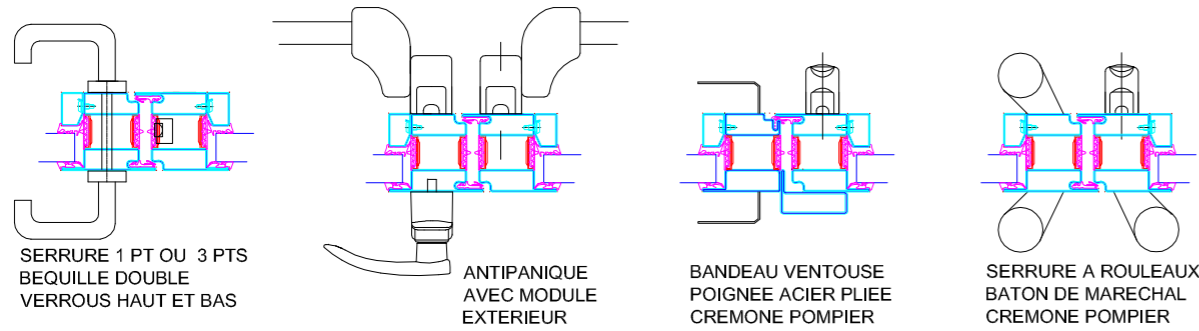 SERRURE 1 PT OU 3 PTS
BEQUILLE DOUBLE
VERROUS HAUT ET BAS
ANTIPANIQUE
AVEC MODULE
EXTERIEUR
BANDEAU VENTOUSE
POIGNEE ACIER PLIEE
CREMONE POMPIER
SERRURE A ROULEAUX
BATON DE MARECHAL
CREMONE POMPIER